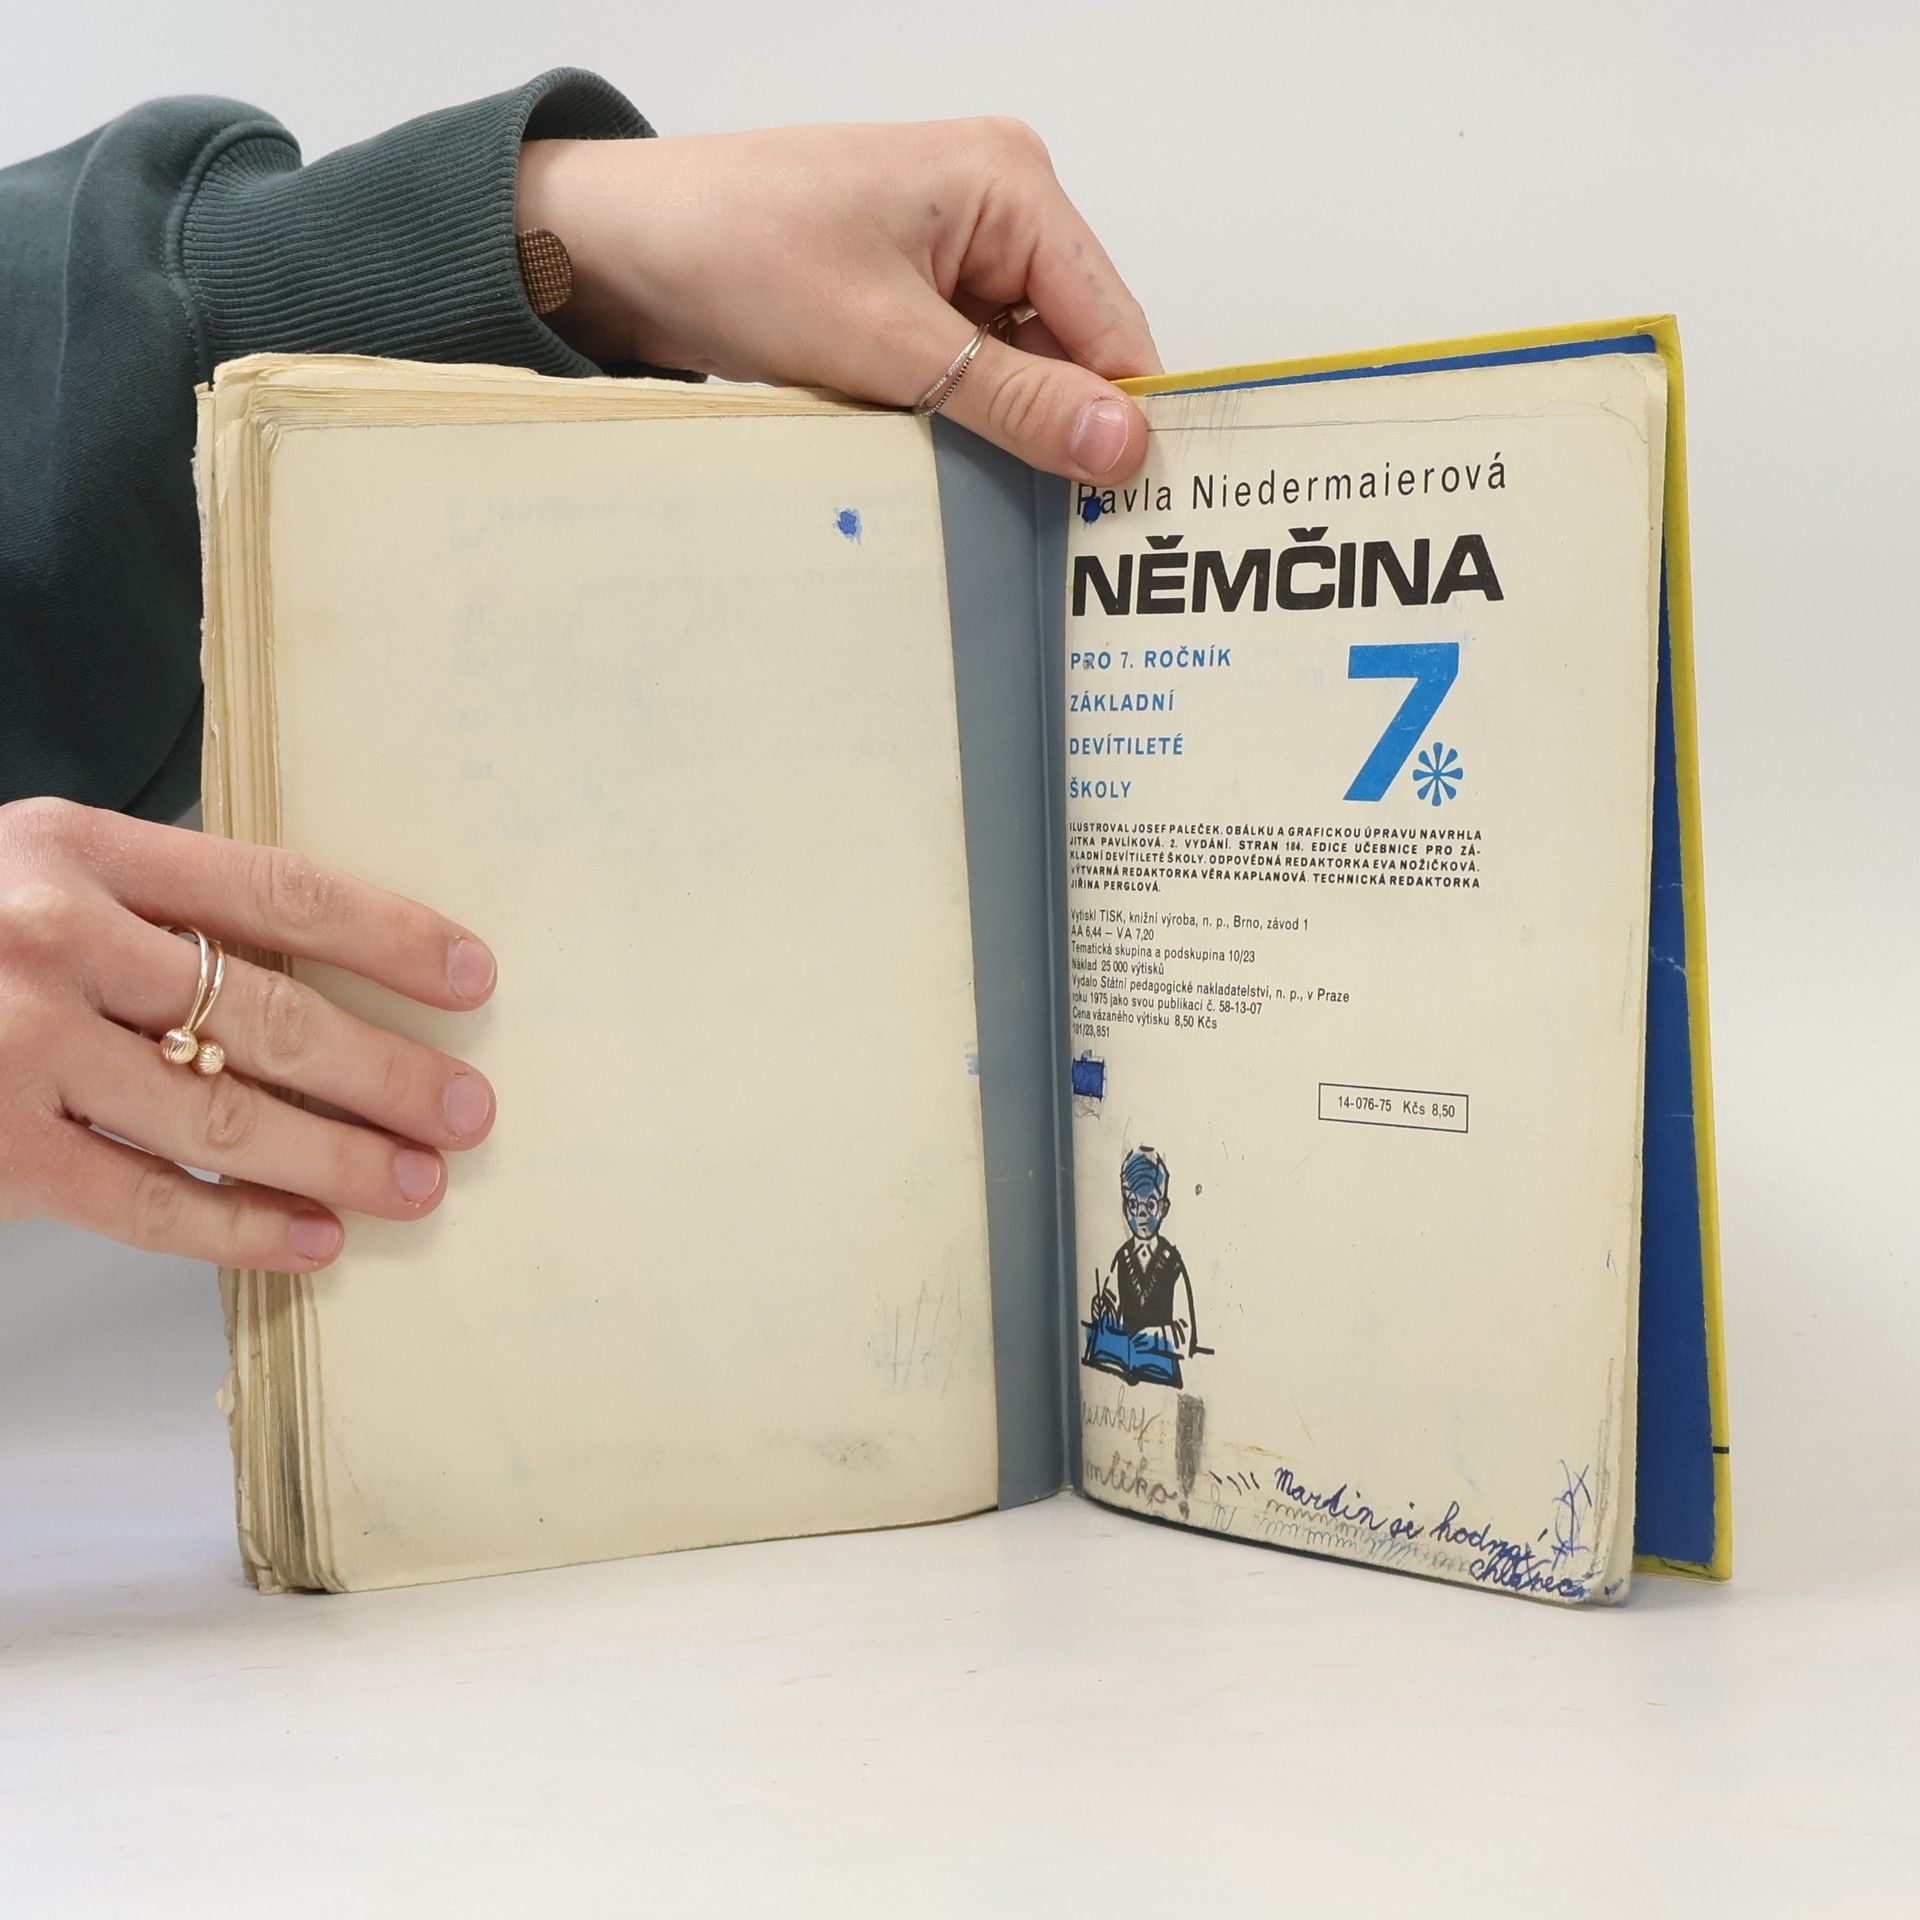 Pavla Niedermaierová
NĚMČINA
PRO 7. ROČNÍK
ZÁKLADNÍ
DEVÍTILETÉ
ŠKOLY
7
ILUSTROVAL JOSEF PALEČEK. OBÁLKU A GRAFICKOU ÚPRAVU NAVRHLA
JITKA PAVLÍKOVÁ. 2. VYDÁNÍ. STRAN 184. EDICE UČEBNICE PRO ZÁ-
KLADNÍ DEVÍTILETÉ ŠKOLY. ODPOVĚDNÁ REDAKTORKA EVA NOŽIČKOVÁ.
VÝTVARNÁ REDAKTORKA VĚRA KAPLANOVÁ. TECHNICKÁ REDAKTORKA
JIŘINA PERGLOVÁ.
Vytiskl TISK, knižní výroba, n. p., Brno, závod 1
AA 6,44 – VA 7,20
Tematická skupina a podskupina 10/23
Náklad 25 000 výtisků
Vydalo Státní pedagogické nakladatelství, n. p., v Praze
roku 1975 jako svou publikaci č. 58-13-07
Cena vázaného výtisku 8,50 Kčs
101/23,851
14-076-75 Kčs 8,50
mlíko!
Martin je hodný
chlapec